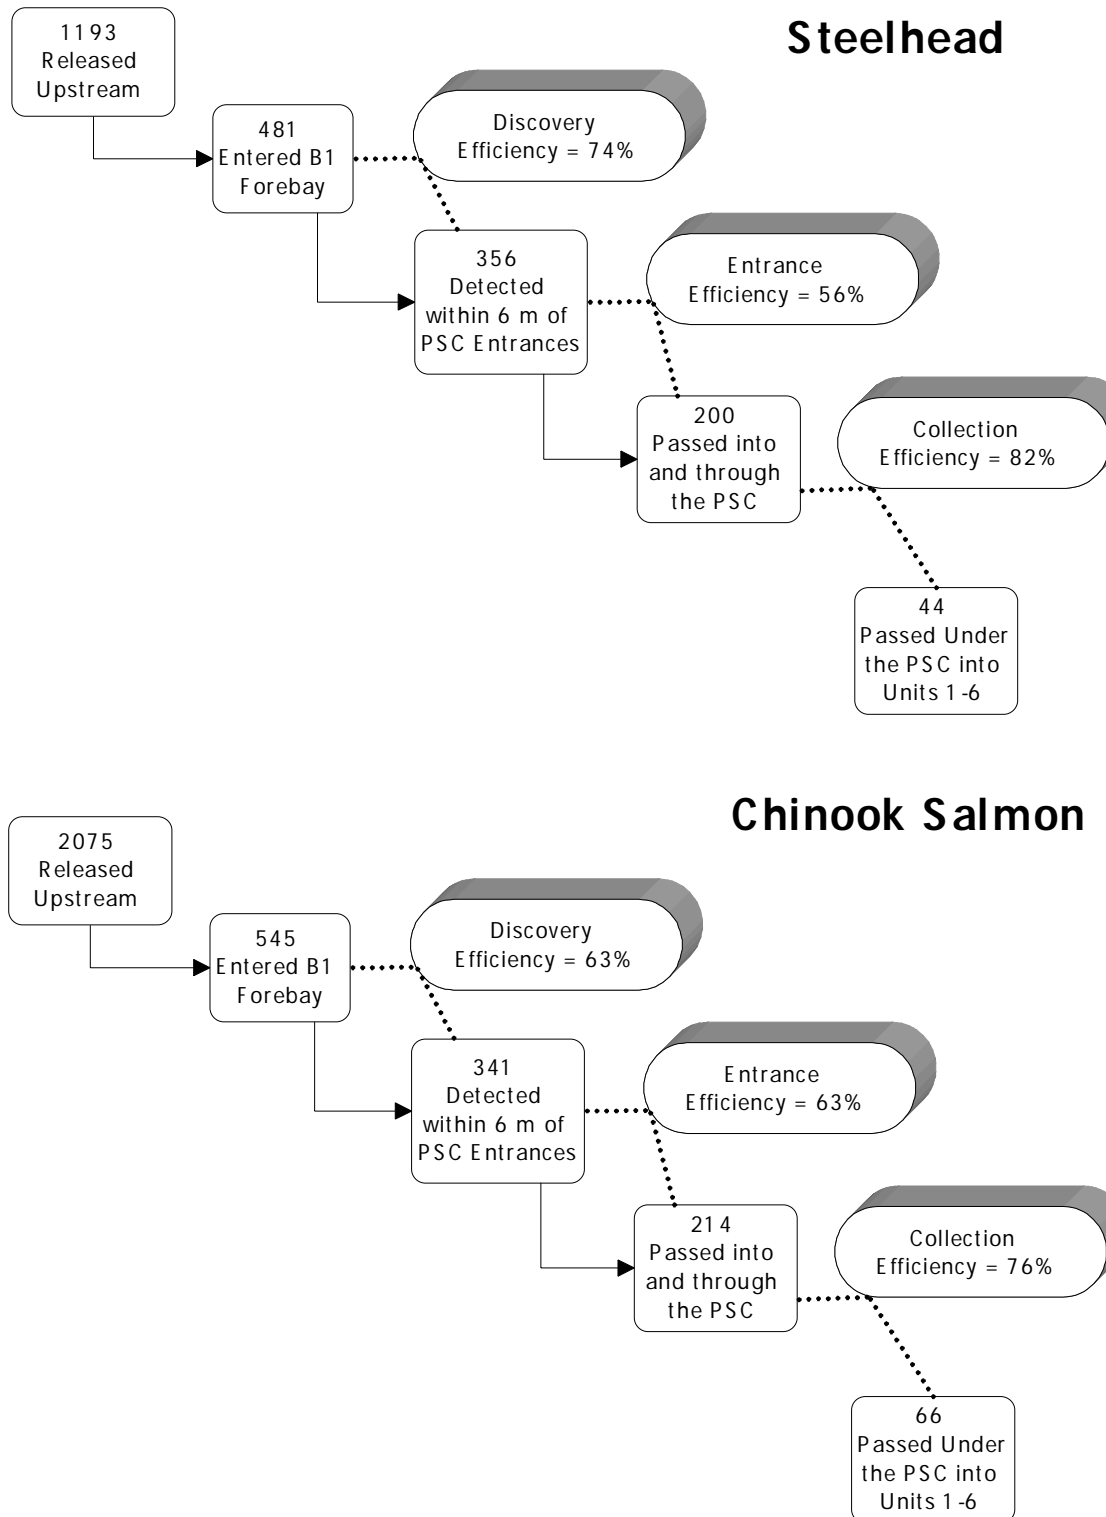 Steelhead
1193
Released
Upstream
481
Entered B1
Forebay
Discovery
Efficiency = 74%
356
Detected
within 6 m of
PSC Entrances
Entrance
Efficiency = 56%
200
Passed into
and through
the PSC
Collection
Efficiency = 82%
44
Passed Under
the PSC into
Units 1-6
Chinook Salmon
2075
Released
Upstream
545
Entered B1
Forebay
Discovery
Efficiency = 63%
341
Detected
within 6 m of
PSC Entrances
Entrance
Efficiency = 63%
214
Passed into
and through
the PSC
Collection
Efficiency = 76%
66
Passed Under
the PSC into
Units 1-6